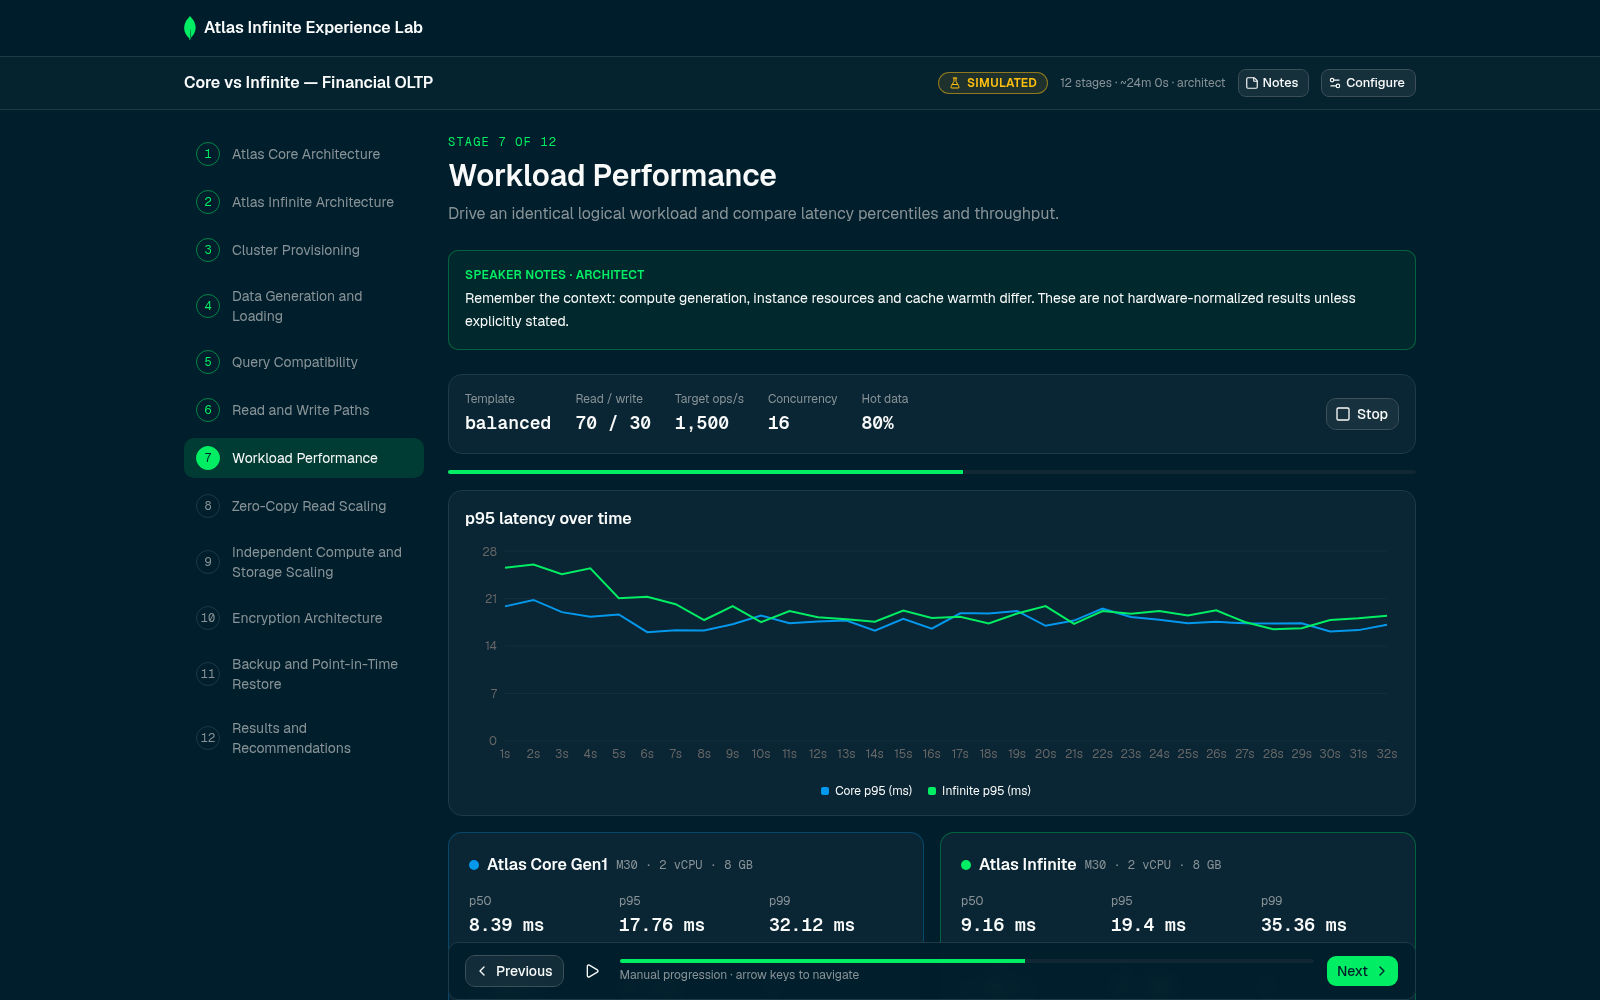 Atlas Infinite Experience Lab
Core vs Infinite — Financial OLTP
SIMULATED
12 stages · ~24m 0s · architect
Notes
Configure
1 Atlas Core Architecture
2 Atlas Infinite Architecture
3 Cluster Provisioning
4 Data Generation and
Loading
5 Query Compatibility
6 Read and Write Paths
7 Workload Performance
8 Zero-Copy Read Scaling
9 Independent Compute and
Storage Scaling
10 Encryption Architecture
11 Backup and Point-in-Time
Restore
12 Results and
Recommendations
STAGE 7 OF 12
Workload Performance
Drive an identical logical workload and compare latency percentiles and throughput.
SPEAKER NOTES · ARCHITECT
Remember the context: compute generation, instance resources and cache warmth differ. These are not hardware-normalized results unless
explicitly stated.
Template Read / write Target ops/s Concurrency Hot data
balanced 70 / 30 1,500 16 80%
Stop
p95 latency over time
28
21
14
7
0
1s 2s 3s 4s 5s 6s 7s 8s 9s 10s 11s 12s 13s 14s 15s 16s 17s 18s 19s 20s 21s 22s 23s 24s 25s 26s 27s 28s 29s 30s 31s 32s
Core p95 (ms) Infinite p95 (ms)
Atlas Core Gen1 M30 · 2 vCPU · 8 GB
p50 p95 p99
8.39 ms 17.76 ms 32.12 ms
Atlas Infinite M30 · 2 vCPU · 8 GB
p50 p95 p99
9.16 ms 19.4 ms 35.36 ms
Previous
Manual progression · arrow keys to navigate
Next